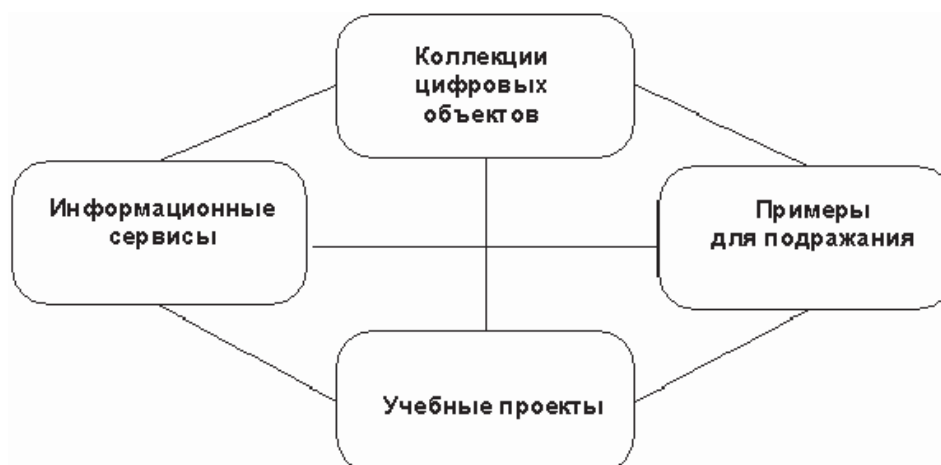 Коллекции
цифровых
объектов
Информационные
сервисы
Примеры
для подражания
Учебные проекты